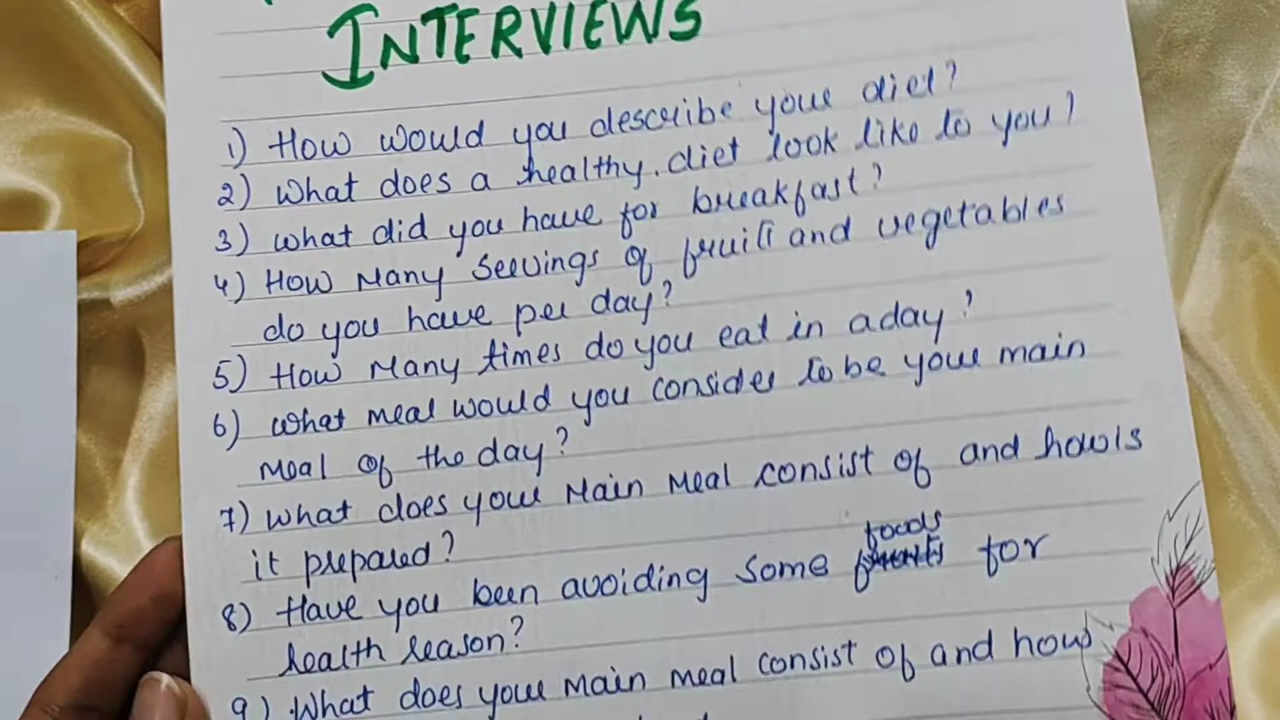 INTERVIEWS
1) How would you describe your diet?
2) What does a healthy diet look like to you?
3) What did you have for breakfast?
4) How Many Servings of fruits and vegetables
do you have per day?
5) How Many times do you eat in a day?
6) What meal would you consider to be your main
meal of the day?
7) What does your Main Meal consist of and how is
it prepared?
foods
8) Have you been avoiding some for
health reason?
9) What does your Main meal consist of and how